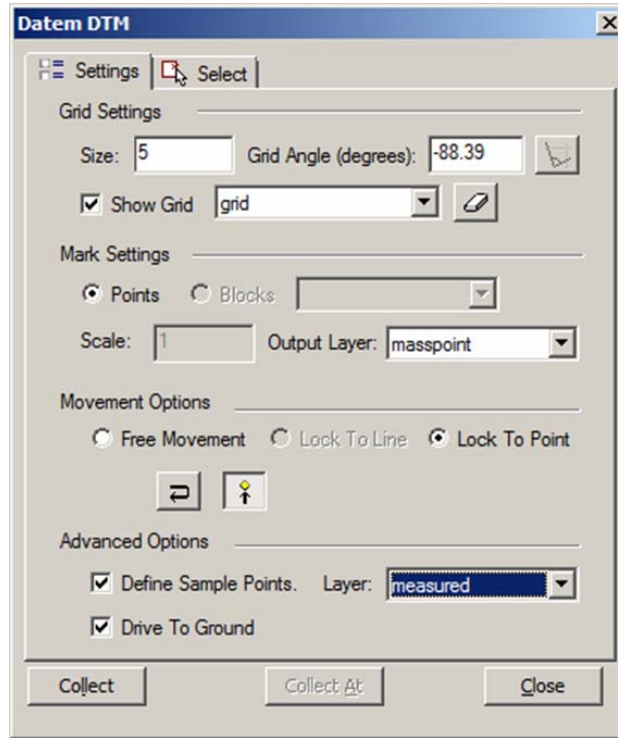 Datem DTM
Settings Select
Grid Settings
Size: 5 Grid Angle (degrees): -88.39
Show Grid grid
Mark Settings
Points Blocks
Scale: 1 Output Layer: masspoint
Movement Options
Free Movement Lock To Line Lock To Point
Advanced Options
Define Sample Points. Layer: measured
Drive To Ground
Collect Collect At Close